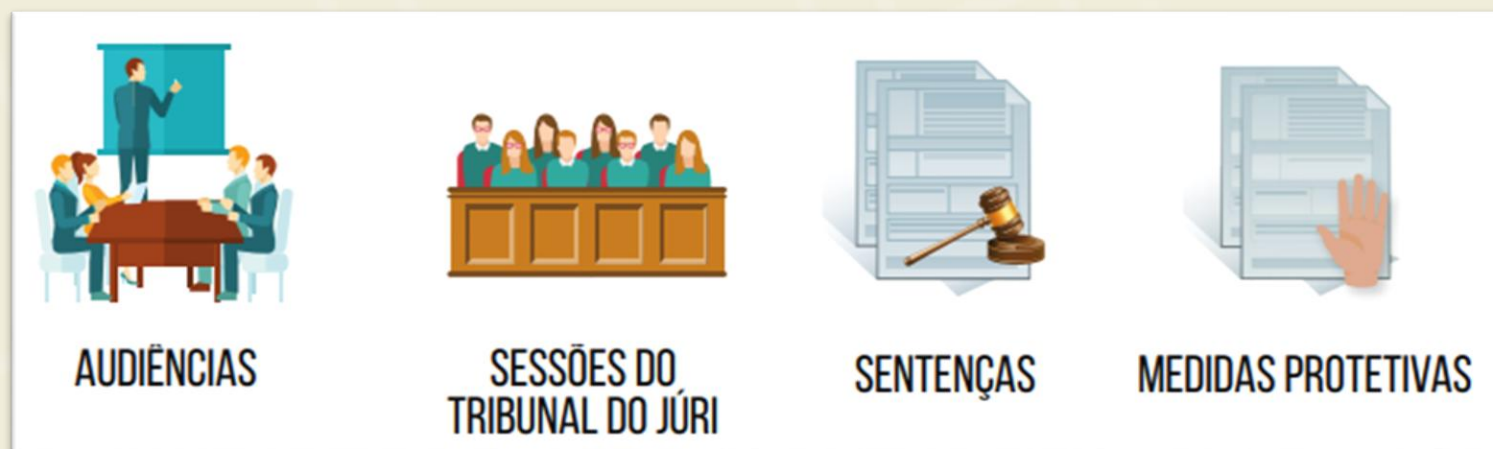 AUDIÊNCIAS
SESSÕES DO
TRIBUNAL DO JÚRI
SENTENÇAS
MEDIDAS PROTETIVAS